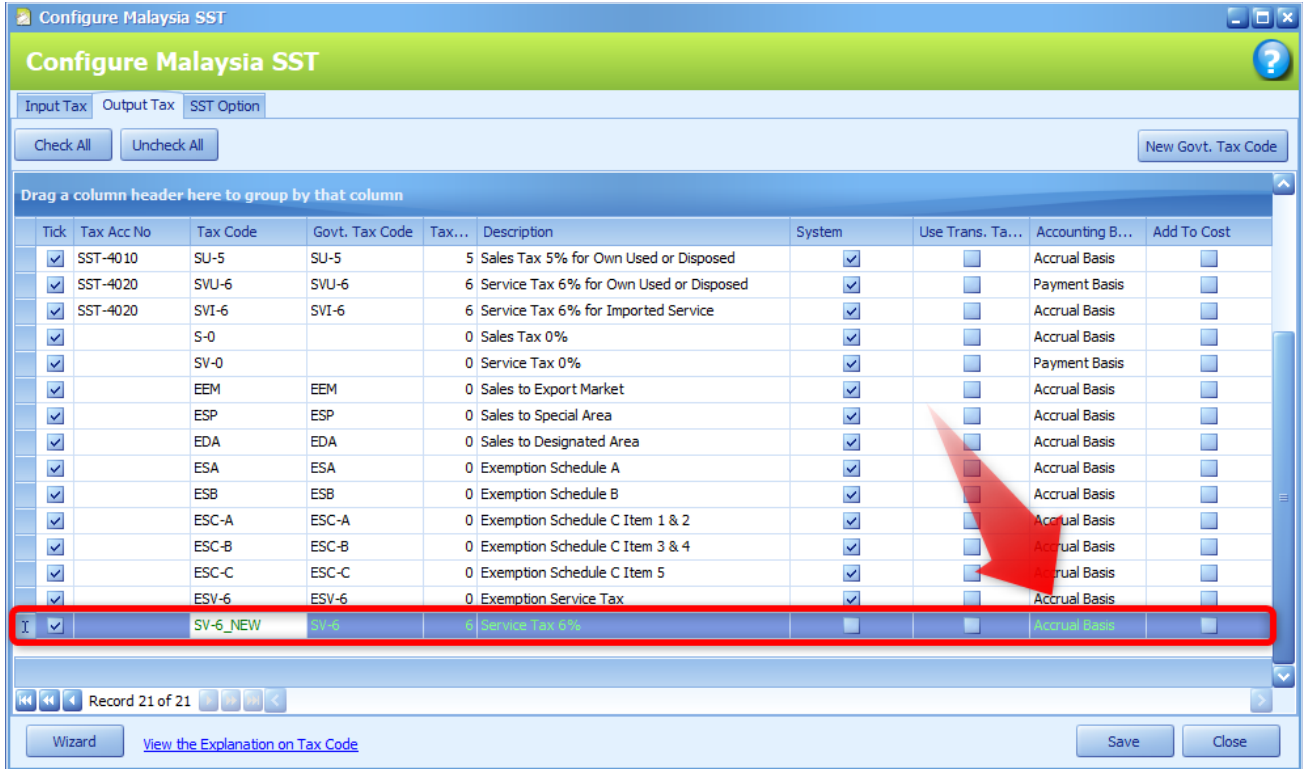 Configure Malaysia SST
Configure Malaysia SST
Input Tax Output Tax SST Option
Check All Uncheck All New Govt. Tax Code
Drag a column header here to group by that column
Tick Tax Acc No Tax Code Govt. Tax Code Tax... Description System Use Trans. Ta... Accounting B... Add To Cost
SST-4010 SU-5 SU-5 5 Sales Tax 5% for Own Used or Disposed Accrual Basis
SST-4020 SVU-6 SVU-6 6 Service Tax 6% for Own Used or Disposed Payment Basis
SST-4020 SVI-6 SVI-6 6 Service Tax 6% for Imported Service Accrual Basis
S-0 0 Sales Tax 0% Accrual Basis
SV-0 0 Service Tax 0% Payment Basis
EEM EEM 0 Sales to Export Market Accrual Basis
ESP ESP 0 Sales to Special Area Accrual Basis
EDA EDA 0 Sales to Designated Area Accrual Basis
ESA ESA 0 Exemption Schedule A Accrual Basis
ESB ESB 0 Exemption Schedule B Accrual Basis
ESC-A ESC-A 0 Exemption Schedule C Item 1 & 2 Accrual Basis
ESC-B ESC-B 0 Exemption Schedule C Item 3 & 4 Accrual Basis
ESC-C ESC-C 0 Exemption Schedule C Item 5 Accrual Basis
ESV-6 ESV-6 0 Exemption Service Tax Accrual Basis
SV-6_NEW SV-6 6 Service Tax 6% Accrual Basis
Record 21 of 21
Wizard View the Explanation on Tax Code Save Close